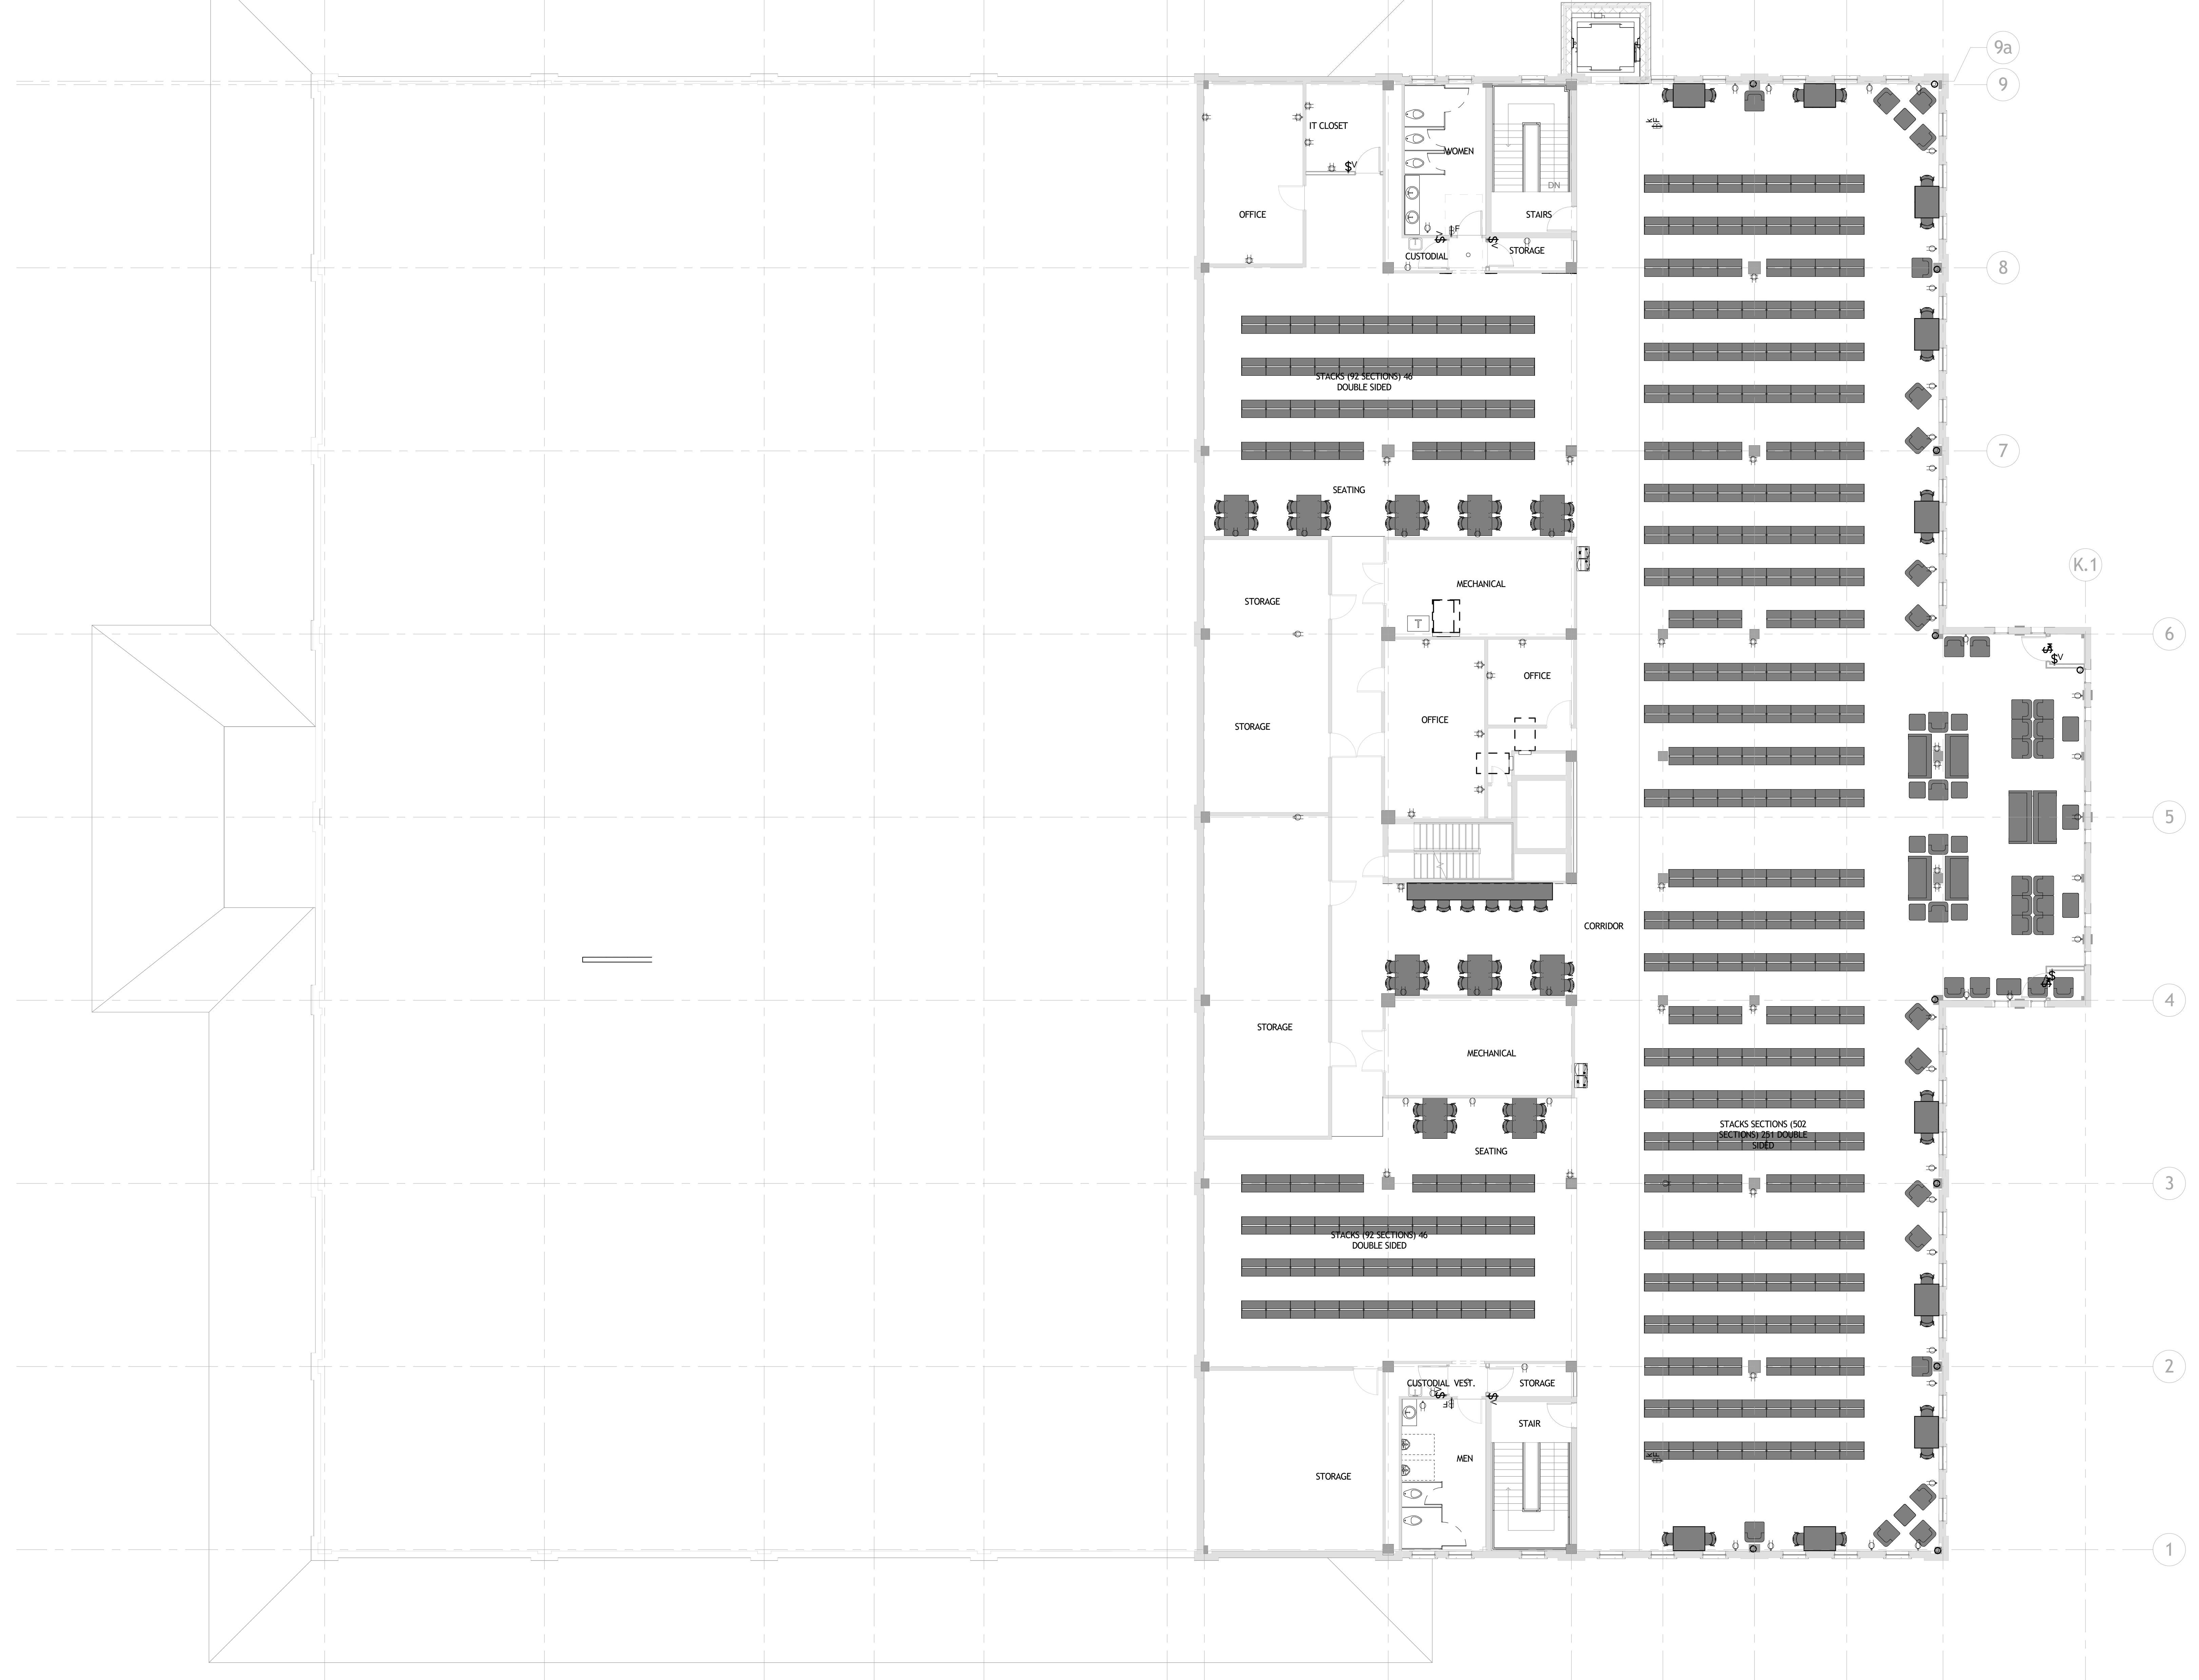 9a
9
IT CLOSET
WOMEN
$V
DN
OFFICE
STAIRS
F
$V
$V
CUSTODIAL
STORAGE
8
K
F
STACKS (92 SECTIONS) 46
DOUBLE SIDED
7
SEATING
K.1
MECHANICAL
STORAGE
T
6
$V
OFFICE
OFFICE
STORAGE
5
CORRIDOR
4
STORAGE
MECHANICAL
STACKS SECTIONS (502
SECTIONS) 251 DOUBLE
SIDED
SEATING
3
STACKS (92 SECTIONS) 46
DOUBLE SIDED
2
CUSTODIAL VEST.
STORAGE
$V
$V
F
STAIR
MEN
K
F
STORAGE
1